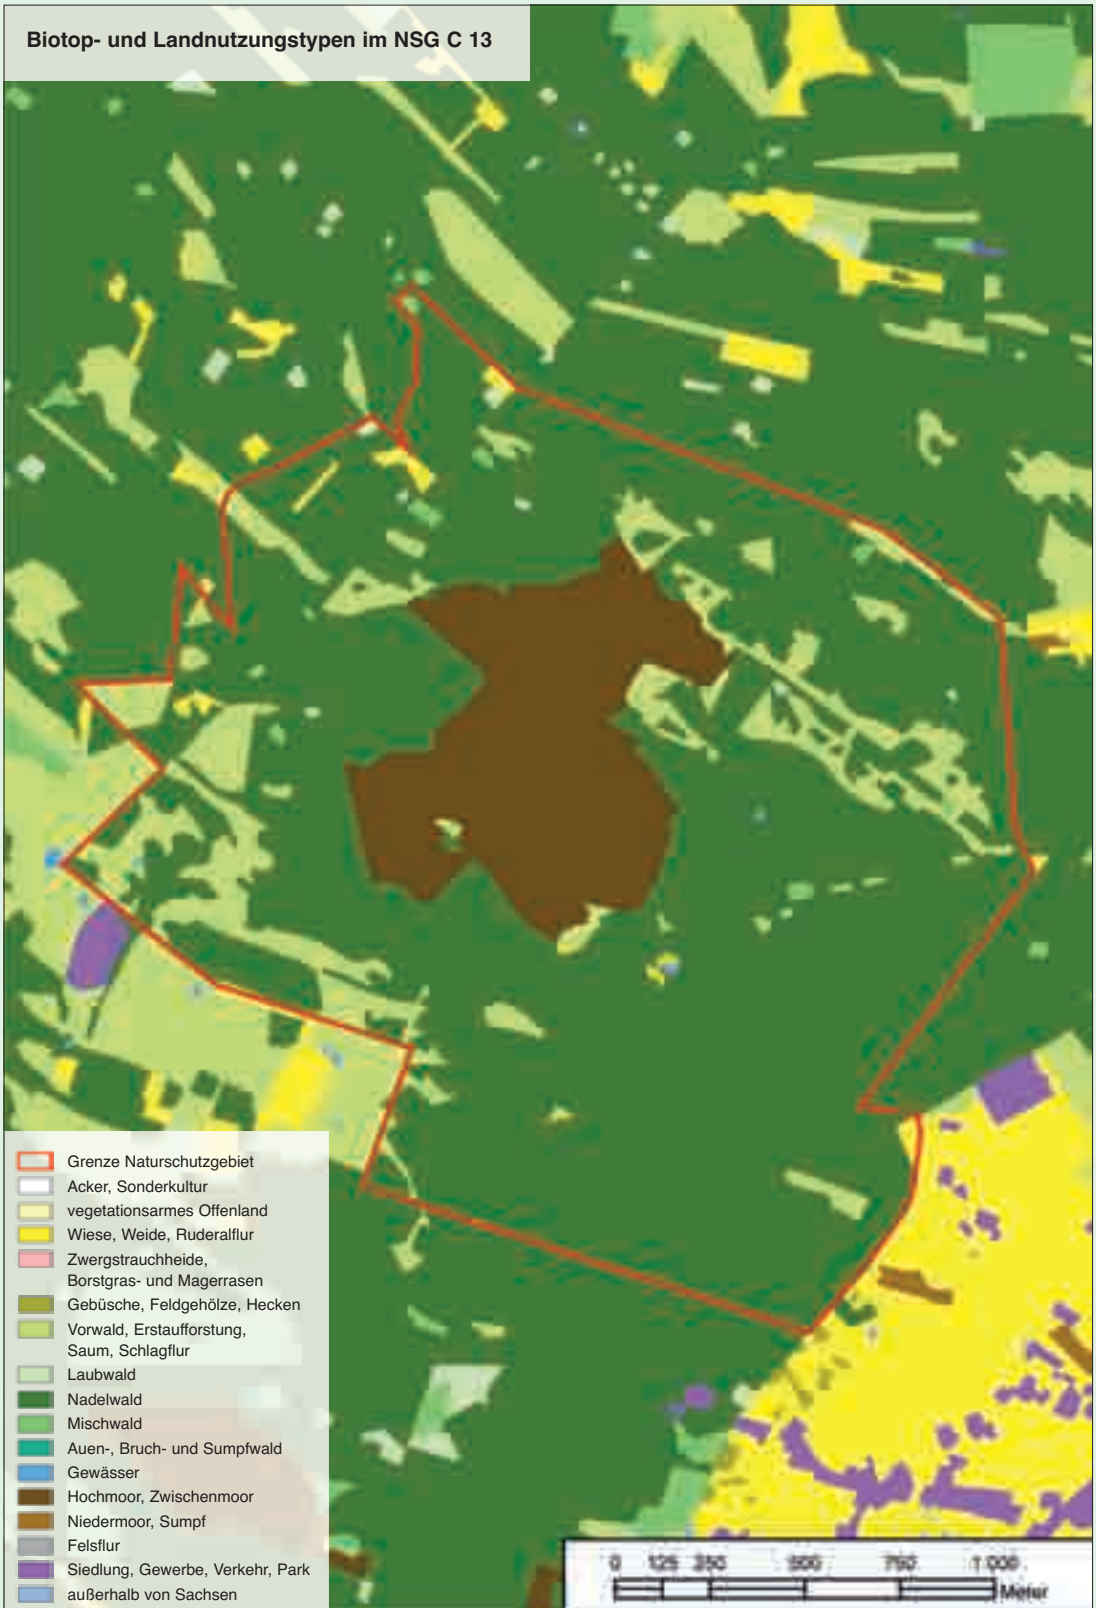 Biotop- und Landnutzungstypen im NSG C 13
Grenze Naturschutzgebiet
Acker, Sonderkultur
vegetationsarmes Offenland
Wiese, Weide, Ruderalflur
Zwergstrauchheide,
Borstgras- und Magerrasen
Gebüsche, Feldgehölze, Hecken
Vorwald, Erstaufforstung,
Saum, Schlagflur
Laubwald
Nadelwald
Mischwald
Auen-, Bruch- und Sumpfwald
Gewässer
Hochmoor, Zwischenmoor
Niedermoor, Sumpf
Felsflur
Siedlung, Gewerbe, Verkehr, Park
außerhalb von Sachsen
0 125 250 500 750 1 000
Meter